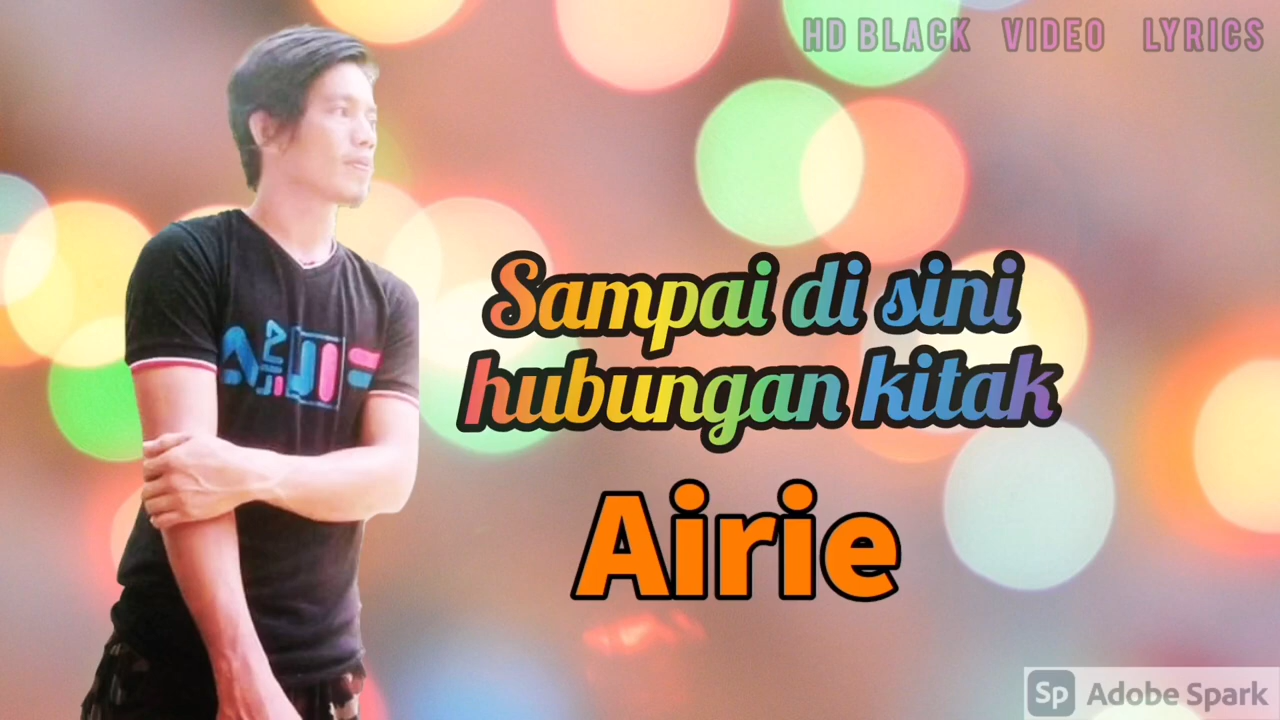 HD BLACK VIDEO LYRICS
Sampai di sini
hubungan kitak
Airie
Sp Adobe Spark